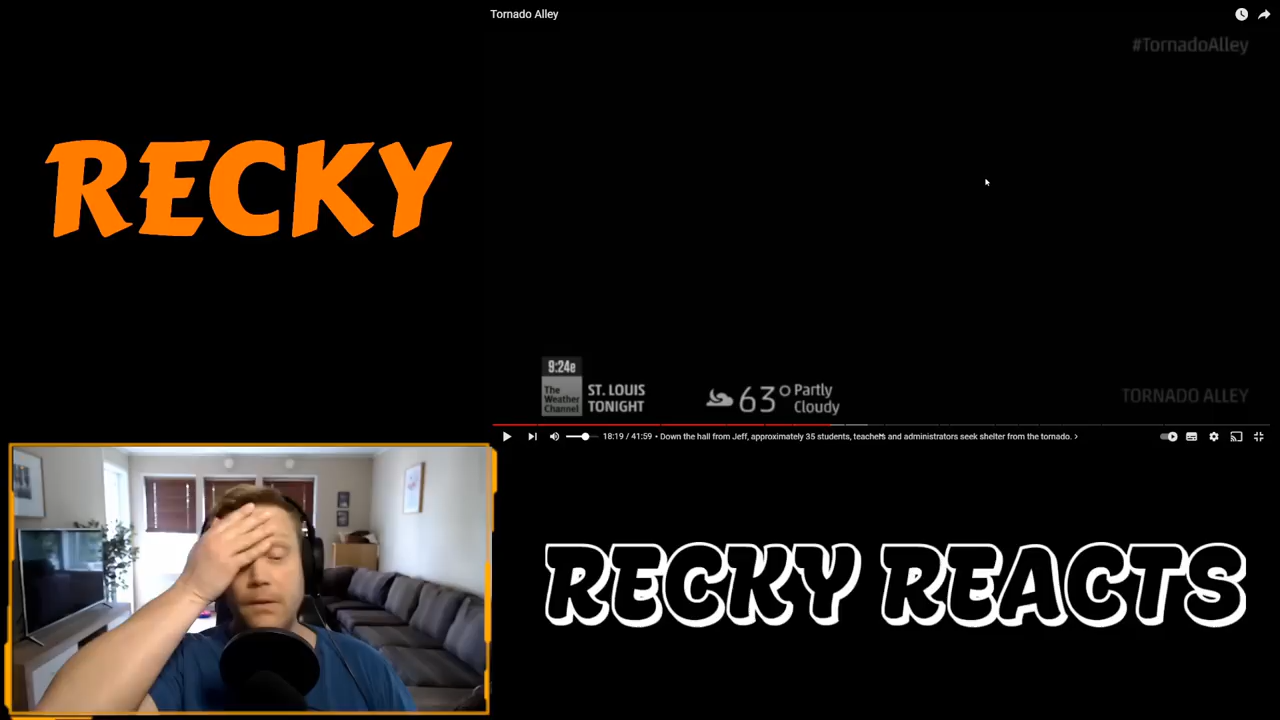 Tornado Alley
#TornadoAlley
RECKY
9:24e
The
Weather
Channel
ST. LOUIS
TONIGHT
63° Partly
Cloudy
TORNADO ALLEY
18:19 / 41:59 • Down the hall from Jeff, approximately 35 students, teachers and administrators seek shelter from the tornado. >
RECKY REACTS